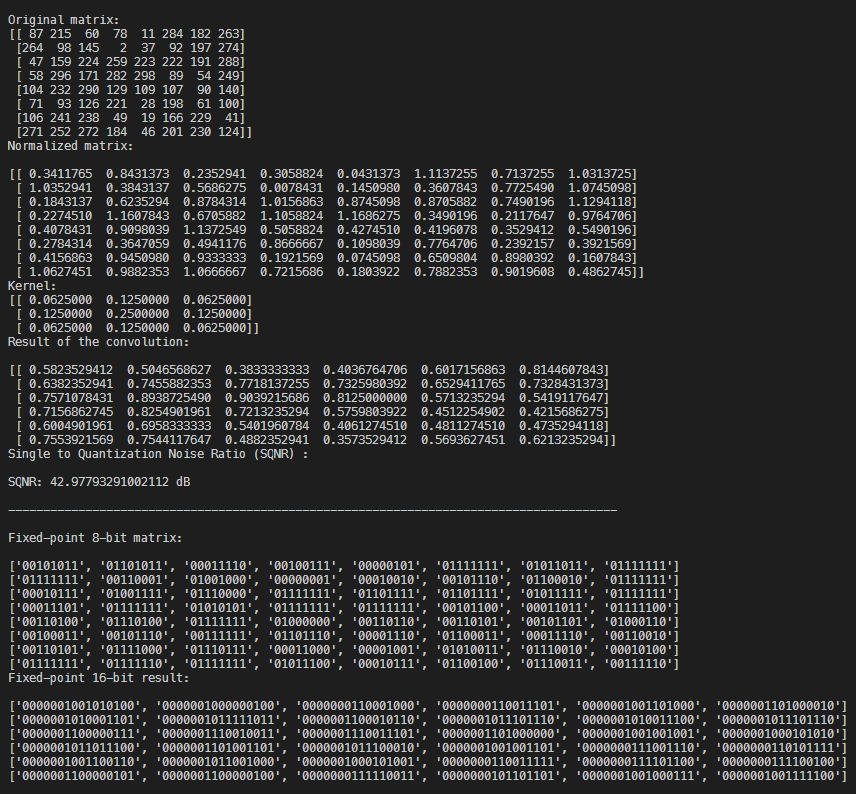 Original matrix:
[[ 87 215  60  78  11 284 182 263]
 [264  98 145   2  37  92 197 274]
 [ 47 159 224 259 223 222 191 288]
 [ 58 296 171 282 298  89  54 249]
 [104 232 290 129 109 107  90 140]
 [ 71  93 126 221  28 198  61 100]
 [106 241 238  49  19 166 229  41]
 [271 252 272 184  46 201 230 124]]
Normalized matrix:
[[ 0.3411765  0.8431373  0.2352941  0.3058824  0.0431373  1.1137255  0.7137255  1.0313725]
 [ 1.0352941  0.3843137  0.5686275  0.0078431  0.1450980  0.3607843  0.7725490  1.0745098]
 [ 0.1843137  0.6235294  0.8784314  1.0156863  0.8745098  0.8705882  0.7490196  1.1294118]
 [ 0.2274510  1.1607843  0.6705882  1.1058824  1.1686275  0.3490196  0.2117647  0.9764706]
 [ 0.4078431  0.9098039  1.1372549  0.5058824  0.4274510  0.4196078  0.3529412  0.5490196]
 [ 0.2784314  0.3647059  0.4941176  0.8666667  0.1098039  0.7764706  0.2392157  0.3921569]
 [ 0.4156863  0.9450980  0.9333333  0.1921569  0.0745098  0.6509804  0.8980392  0.1607843]
 [ 1.0627451  0.9882353  1.0666667  0.7215686  0.1803922  0.7882353  0.9019608  0.4862745]]
Kernel:
[[ 0.0625000  0.1250000  0.0625000]
 [ 0.1250000  0.2500000  0.1250000]
 [ 0.0625000  0.1250000  0.0625000]]
Result of the convolution:
[[ 0.5823529412  0.5046568627  0.3833333333  0.4036764706  0.6017156863  0.8144607843]
 [ 0.6382352941  0.7455882353  0.7718137255  0.7325980392  0.6529411765  0.7328431373]
 [ 0.7571078431  0.8938725490  0.9039215686  0.8125000000  0.5713235294  0.5419117647]
 [ 0.7156862745  0.8254901961  0.7213235294  0.5759803922  0.4512254902  0.4215686275]
 [ 0.6004901961  0.6958333333  0.5401960784  0.4061274510  0.4811274510  0.4735294118]
 [ 0.7553921569  0.7544117647  0.4882352941  0.3573529412  0.5693627451  0.6213235294]]
Single to Quantization Noise Ratio (SQNR) :
SQNR: 42.97793291002112 dB
---------------------------------------------------------------------------------------
Fixed-point 8-bit matrix:
['00101011', '01101011', '00011110', '00100111', '00000101', '01111111', '01011011', '01111111']
['01111111', '00110001', '01001000', '00000001', '00010010', '00101110', '01100010', '01111111']
['00010111', '01001111', '01110000', '01111111', '01101111', '01101111', '01011111', '01111111']
['00011101', '01111111', '01010101', '01111111', '01111111', '00101100', '00011011', '01111100']
['00110100', '01110100', '01111111', '01000000', '00110110', '00110101', '00101101', '01000110']
['00100011', '00101110', '00111111', '01101110', '00001110', '01100011', '00011110', '00110010']
['00110101', '01111000', '01110111', '00011000', '00001001', '01010011', '01110010', '00010100']
['01111111', '01111110', '01111111', '01011100', '00010111', '01100100', '01110011', '00111110']
Fixed-point 16-bit result:
['0000001001010100', '0000001000000100', '0000000110001000', '0000000110011101', '0000001001101000', '0000001101000010']
['0000001010001101', '0000001011111011', '0000001100010110', '0000001011101110', '0000001010011100', '0000001011101110']
['0000001100000111', '0000001110010011', '0000001110011101', '0000001101000000', '0000001001001001', '0000001000101010']
['0000001011011100', '0000001101001101', '0000001011100010', '0000001001001101', '0000000111001110', '0000000110101111']
['0000001001100110', '0000001011001000', '0000001000101001', '0000000110011111', '0000000111101100', '0000000111100100']
['0000001100000101', '0000001100000100', '0000000111110011', '0000000101101101', '0000001001000111', '0000001001111100']